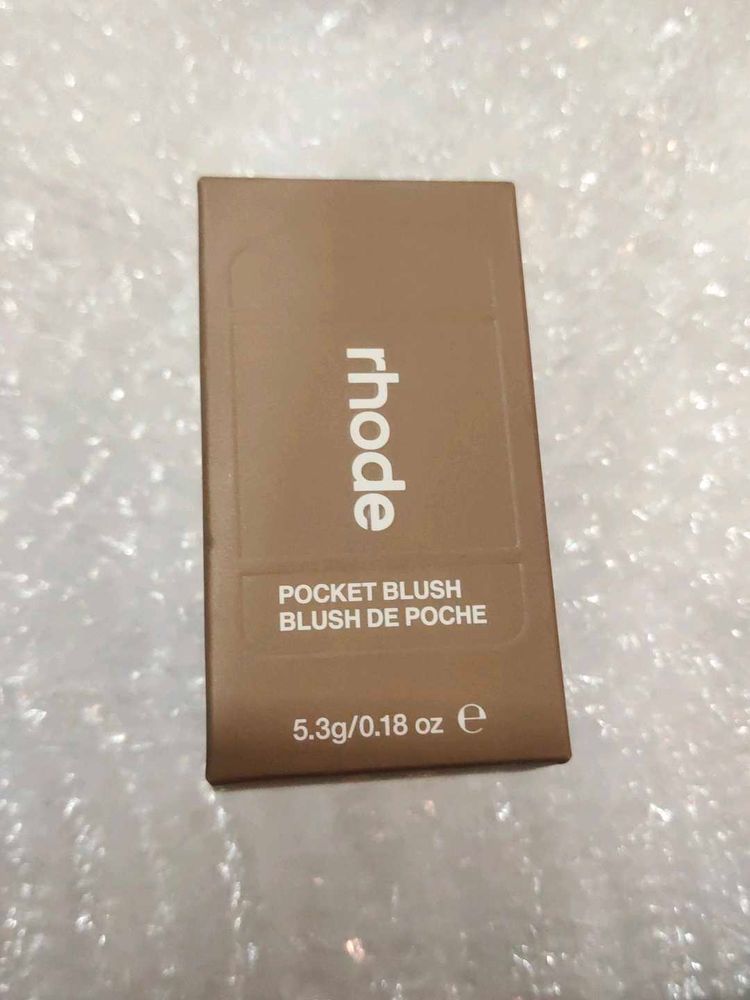 rhode
POCKET BLUSH
BLUSH DE POCHE
5.3g/0.18 oz ℮